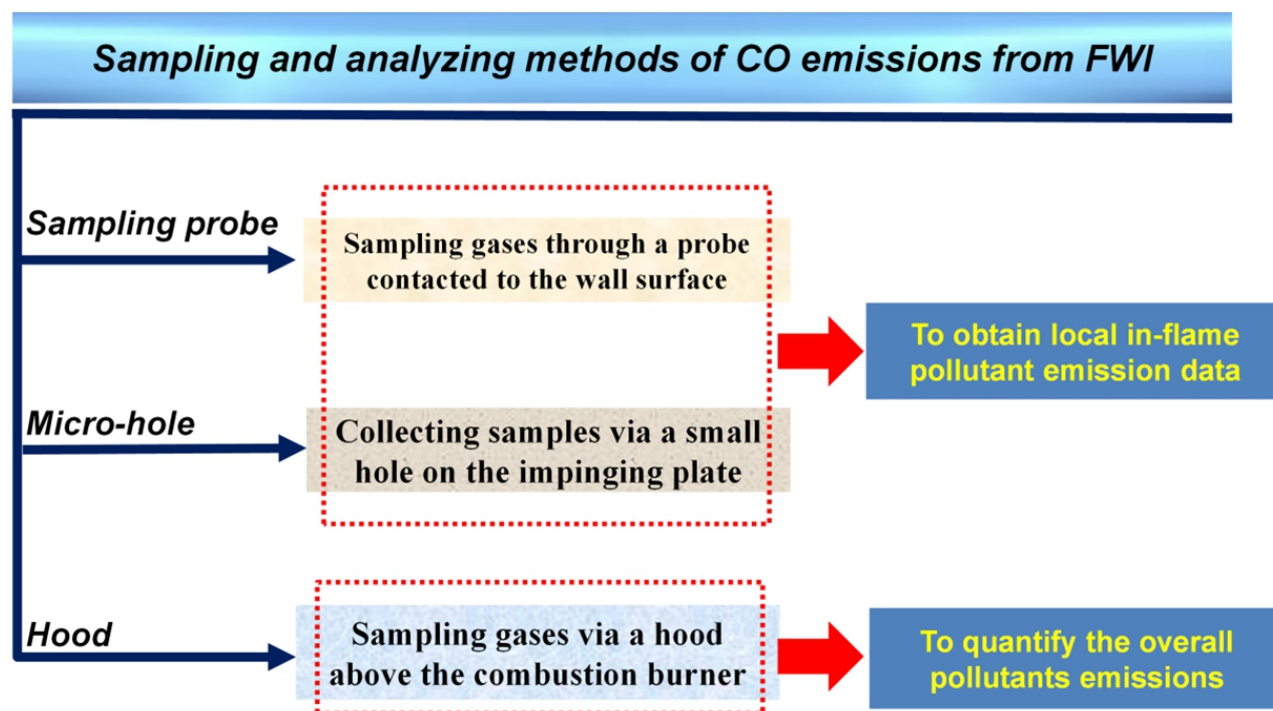 Sampling and analyzing methods of CO emissions from FWI
Sampling probe
Sampling gases through a probe
contacted to the wall surface
To obtain local in-flame
pollutant emission data
Micro-hole
Collecting samples via a small
hole on the impinging plate
Hood
Sampling gases via a hood
above the combustion burner
To quantify the overall
pollutants emissions